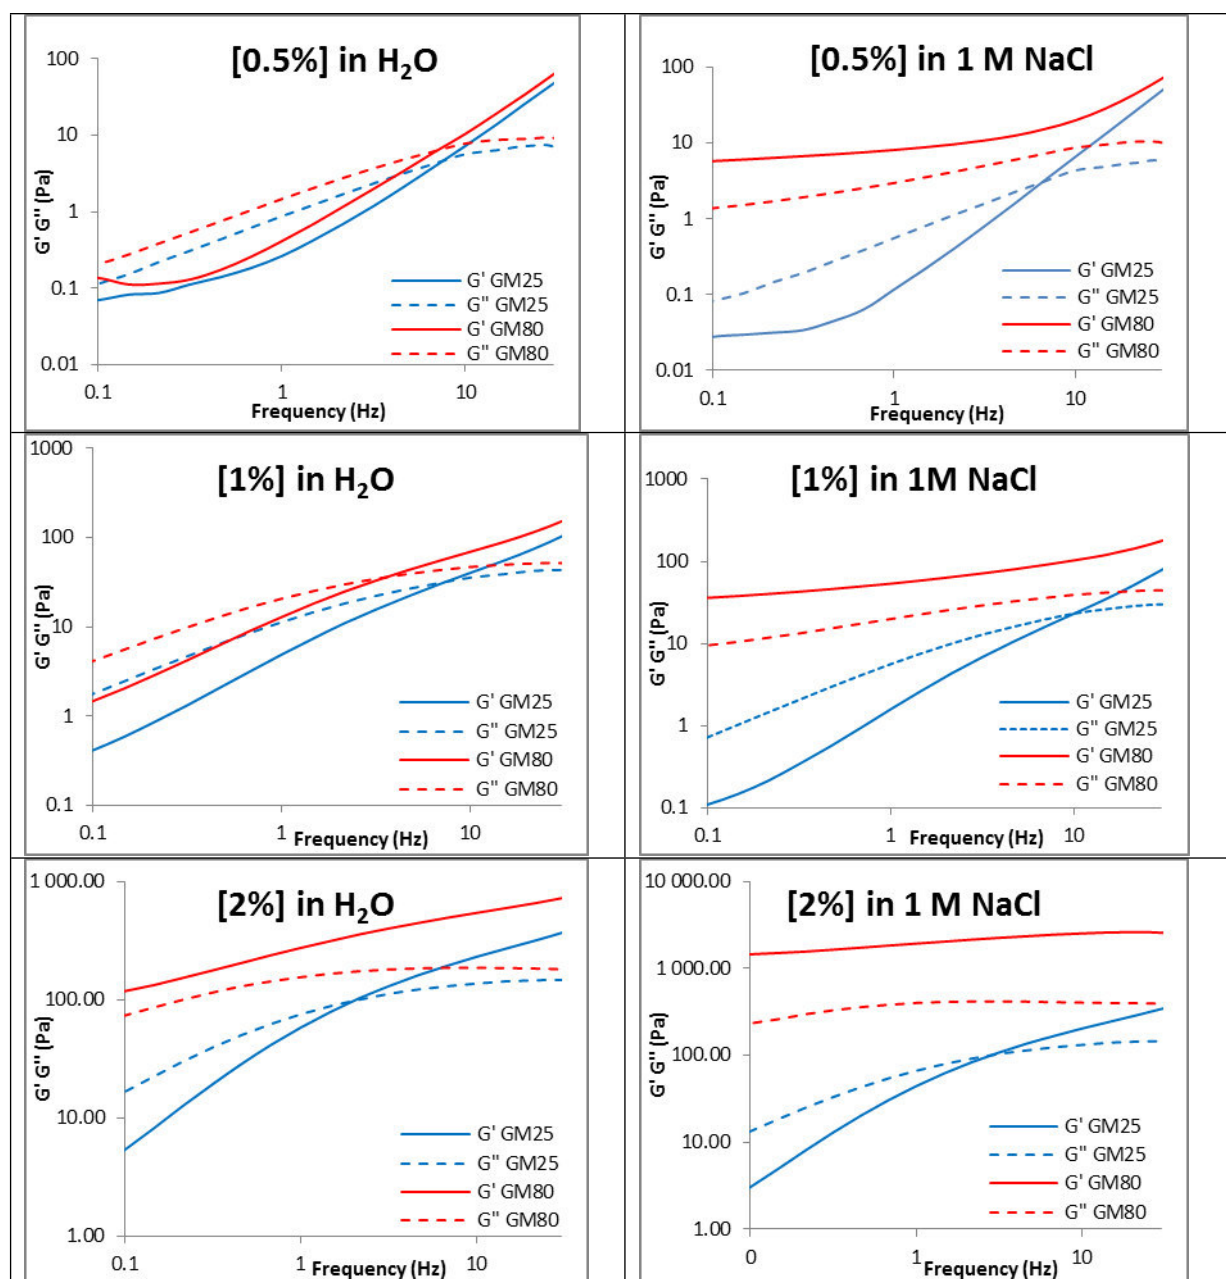 [0.5%] in H₂O
G' G" (Pa)
100
10
1
0.1
0.01
0.1
1
10
Frequency (Hz)
G' GM25
G" GM25
G' GM80
G" GM80
[0.5%] in 1 M NaCl
G' G" (Pa)
100
10
1
0.1
0.01
0.1
1
10
Frequency (Hz)
G' GM25
G" GM25
G' GM80
G" GM80
[1%] in H₂O
G' G" (Pa)
1000
100
10
1
0.1
0.1
1
10
Frequency (Hz)
G' GM25
G" GM25
G' GM80
G" GM80
[1%] in 1M NaCl
G' G" (Pa)
1000
100
10
1
0.1
0.1
1
10
Frequency (Hz)
G' GM25
G" GM25
G' GM80
G" GM80
[2%] in H₂O
G' G" (Pa)
1 000.00
100.00
10.00
1.00
0.1
1
10
Frequency (Hz)
G' GM25
G" GM25
G' GM80
G" GM80
[2%] in 1 M NaCl
G' G" (Pa)
10 000.00
1 000.00
100.00
10.00
1.00
0
1
10
Frequency (Hz)
G' GM25
G" GM25
G' GM80
G" GM80